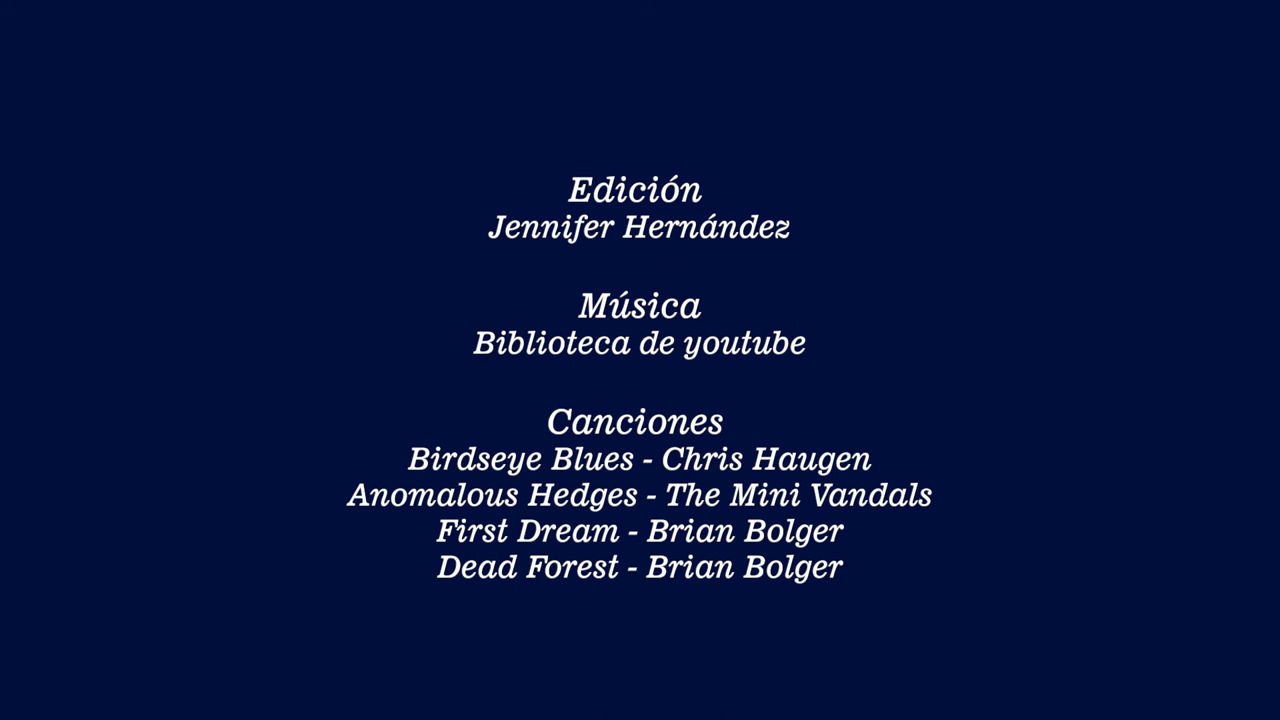 Edición
Jennifer Hernández
Música
Biblioteca de youtube
Canciones
Birdseye Blues - Chris Haugen
Anomalous Hedges - The Mini Vandals
First Dream - Brian Bolger
Dead Forest - Brian Bolger